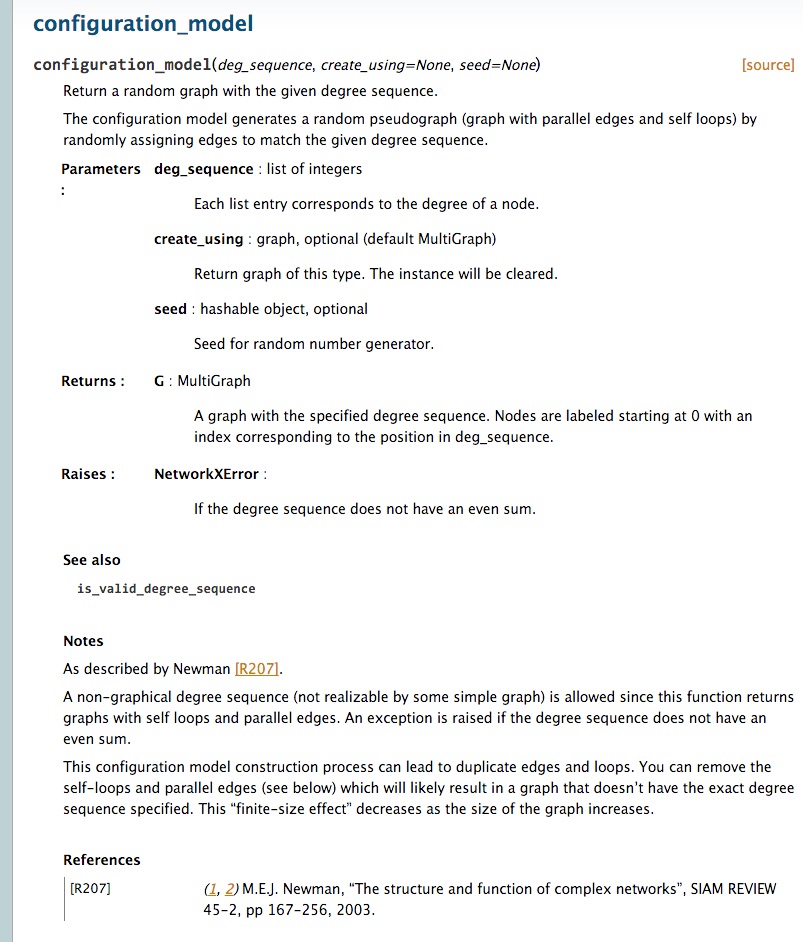 configuration_model
configuration_model(deg_sequence, create_using=None, seed=None) [source]
Return a random graph with the given degree sequence.
The configuration model generates a random pseudograph (graph with parallel edges and self loops) by
randomly assigning edges to match the given degree sequence.
Parameters deg_sequence : list of integers
:
Each list entry corresponds to the degree of a node.
create_using : graph, optional (default MultiGraph)
Return graph of this type. The instance will be cleared.
seed : hashable object, optional
Seed for random number generator.
Returns : G : MultiGraph
A graph with the specified degree sequence. Nodes are labeled starting at 0 with an
index corresponding to the position in deg_sequence.
Raises : NetworkXError :
If the degree sequence does not have an even sum.
See also
is_valid_degree_sequence
Notes
As described by Newman [R207].
A non-graphical degree sequence (not realizable by some simple graph) is allowed since this function returns
graphs with self loops and parallel edges. An exception is raised if the degree sequence does not have an
even sum.
This configuration model construction process can lead to duplicate edges and loops. You can remove the
self-loops and parallel edges (see below) which will likely result in a graph that doesn’t have the exact degree
sequence specified. This “finite-size effect” decreases as the size of the graph increases.
References
[R207] (1, 2) M.E.J. Newman, “The structure and function of complex networks”, SIAM REVIEW
45-2, pp 167-256, 2003.